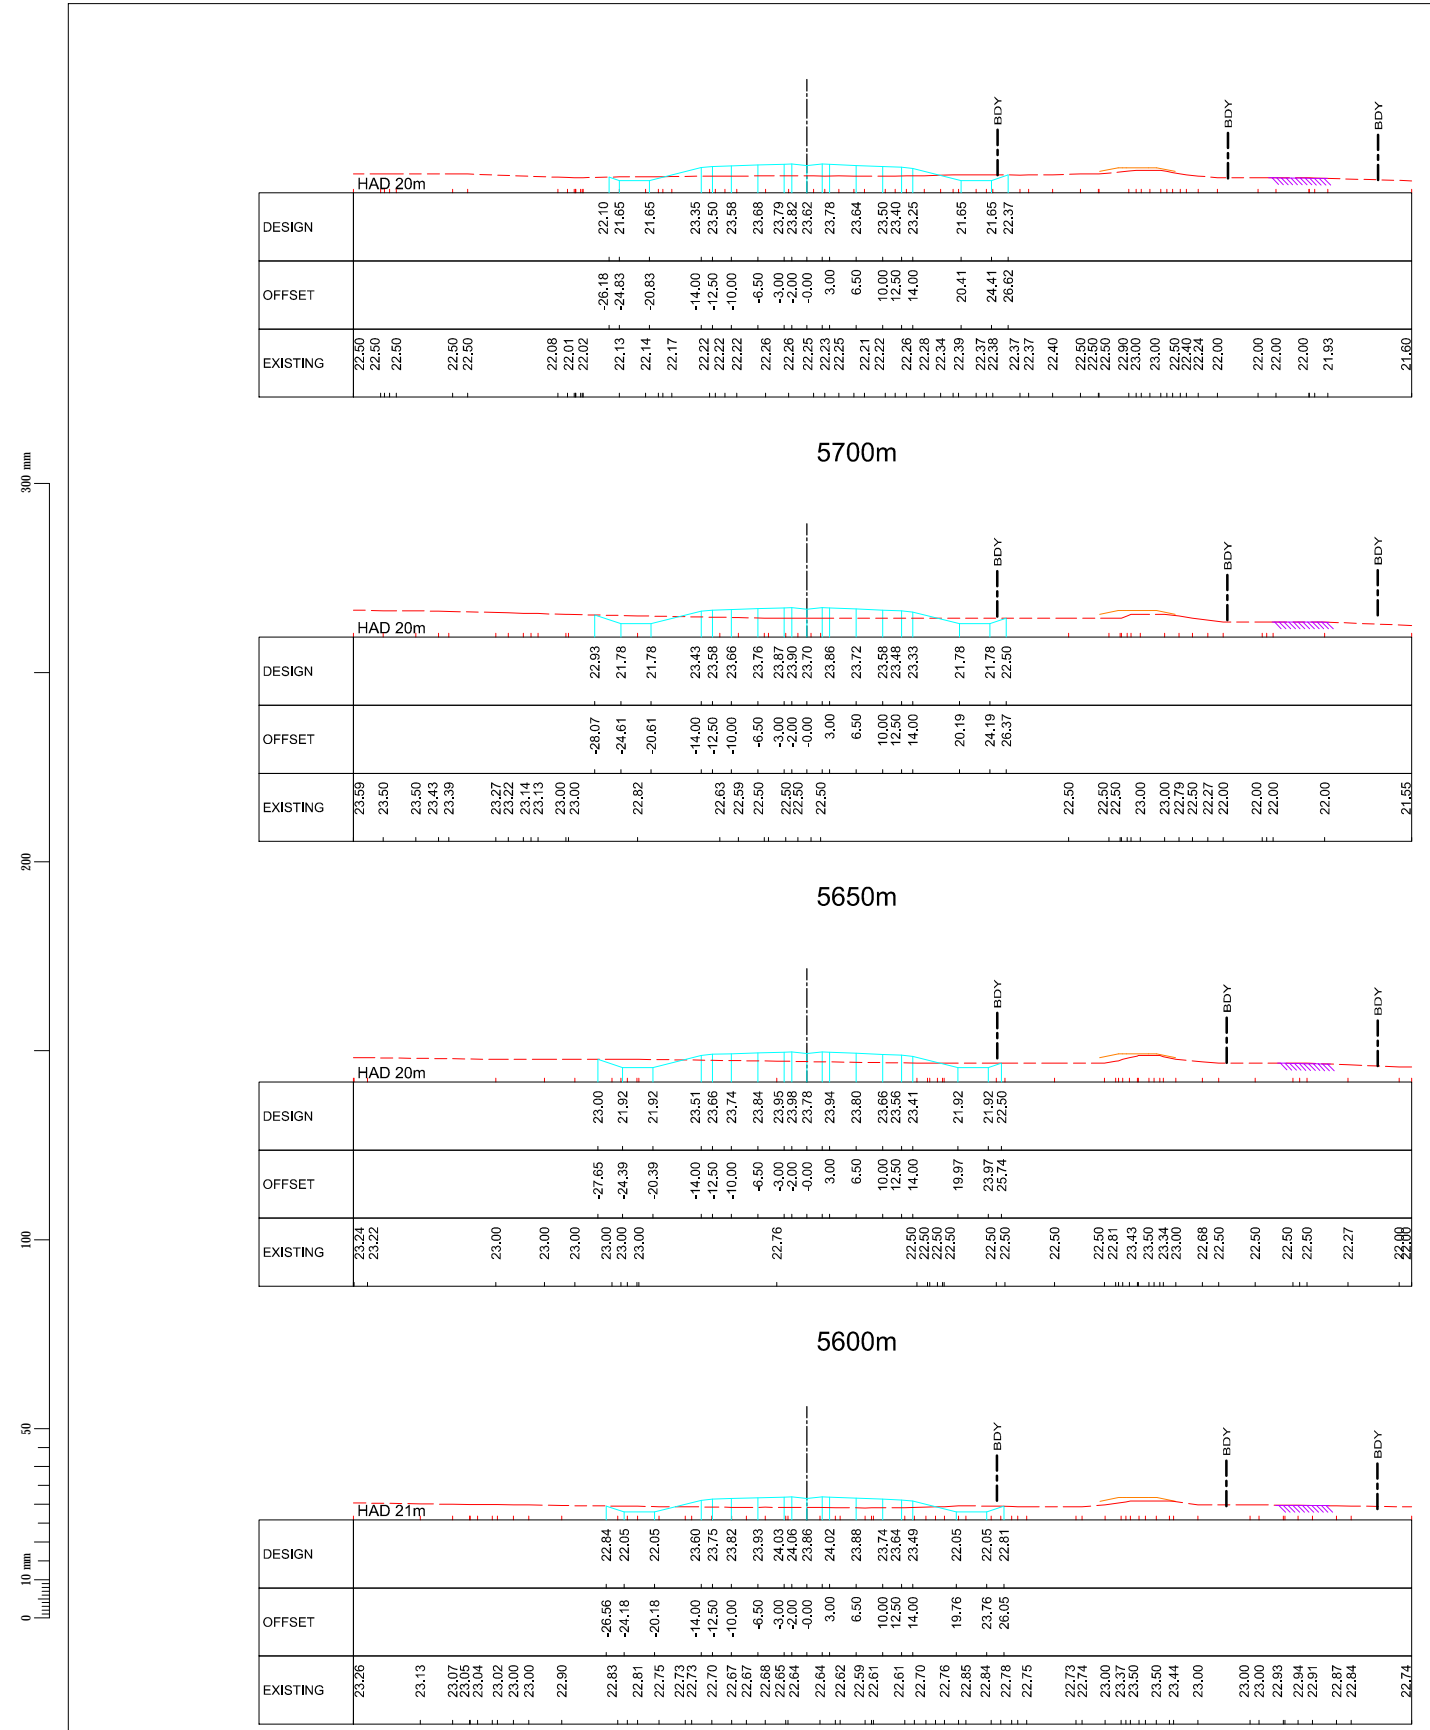 BDY BDY BDY
HAD 20m
DESIGN 22.10 21.65 21.65 23.35 23.50 23.58 23.68 23.79 23.82 23.62 23.78 23.64 23.50 23.40 23.25 21.65 21.65 22.37
OFFSET -26.18 -24.83 -20.83 -14.00 -12.50 -10.00 -6.50 -3.00 -2.00 -0.00 3.00 6.50 10.00 12.50 14.00 20.41 24.41 26.62
EXISTING 22.50 22.50 22.50 22.50 22.50 22.08 22.01 22.02 22.13 22.14 22.17 22.22 22.22 22.22 22.26 22.26 22.25 22.23 22.25 22.21 22.22 22.26 22.28 22.34 22.39 22.37 22.38 22.37 22.37 22.40 22.50 22.50 22.50 22.90 23.00 23.00 22.50 22.40 22.24 22.00 22.00 22.00 22.00 21.93 21.60
5700m
BDY BDY BDY
HAD 20m
DESIGN 22.93 21.78 21.78 23.43 23.58 23.66 23.76 23.87 23.90 23.70 23.86 23.72 23.58 23.48 23.33 21.78 21.78 22.50
OFFSET -28.07 -24.61 -20.61 -14.00 -12.50 -10.00 -6.50 -3.00 -2.00 -0.00 3.00 6.50 10.00 12.50 14.00 20.19 24.19 26.37
EXISTING 23.59 23.50 23.50 23.43 23.39 23.27 23.22 23.14 23.13 23.00 23.00 22.82 22.63 22.59 22.50 22.50 22.50 22.50 22.50 22.50 22.50 23.00 23.00 22.79 22.50 22.27 22.00 22.00 22.00 22.00 21.55
5650m
BDY BDY BDY
HAD 20m
DESIGN 23.00 21.92 21.92 23.51 23.66 23.74 23.84 23.95 23.98 23.78 23.94 23.80 23.66 23.56 23.41 21.92 21.92 22.50
OFFSET -27.65 -24.39 -20.39 -14.00 -12.50 -10.00 -6.50 -3.00 -2.00 -0.00 3.00 6.50 10.00 12.50 14.00 19.97 23.97 25.74
EXISTING 23.24 23.22 23.00 23.00 23.00 23.00 23.00 23.00 22.76 22.50 22.50 22.50 22.50 22.50 22.50 22.50 22.50 22.81 23.43 23.50 23.34 23.00 22.68 22.50 22.50 22.50 22.50 22.27 22.00 22.00
5600m
BDY BDY BDY
HAD 21m
DESIGN 22.84 22.05 22.05 23.60 23.75 23.82 23.93 24.03 24.06 23.86 24.02 23.88 23.74 23.64 23.49 22.05 22.05 22.81
OFFSET -26.56 -24.18 -20.18 -14.00 -12.50 -10.00 -6.50 -3.00 -2.00 -0.00 3.00 6.50 10.00 12.50 14.00 19.76 23.76 26.05
EXISTING 23.26 23.13 23.07 23.05 23.04 23.02 23.00 23.00 22.90 22.83 22.81 22.75 22.73 22.73 22.70 22.67 22.67 22.68 22.65 22.64 22.64 22.62 22.59 22.61 22.61 22.70 22.76 22.85 22.84 22.78 22.75 22.73 22.74 23.00 23.37 23.50 23.50 23.44 23.00 23.00 23.00 22.93 22.94 22.91 22.87 22.84 22.74
300 mm
200
100
50
10 mm
0